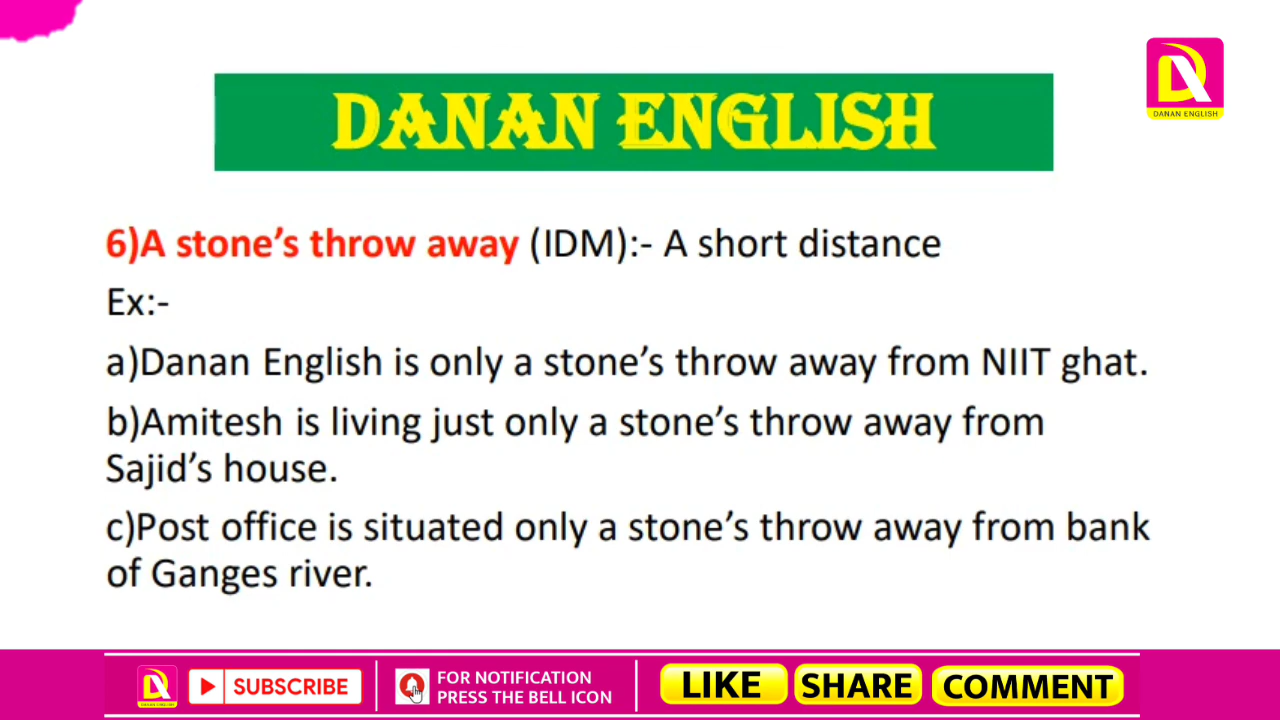 DANAN ENGLISH
DANAN ENGLISH
6)A stone’s throw away (IDM):- A short distance
Ex:-
a)Danan English is only a stone’s throw away from NIIT ghat.
b)Amitesh is living just only a stone’s throw away from
Sajid’s house.
c)Post office is situated only a stone’s throw away from bank
of Ganges river.
DANAN ENGLISH
SUBSCRIBE
FOR NOTIFICATION
PRESS THE BELL ICON
LIKE
SHARE
COMMENT